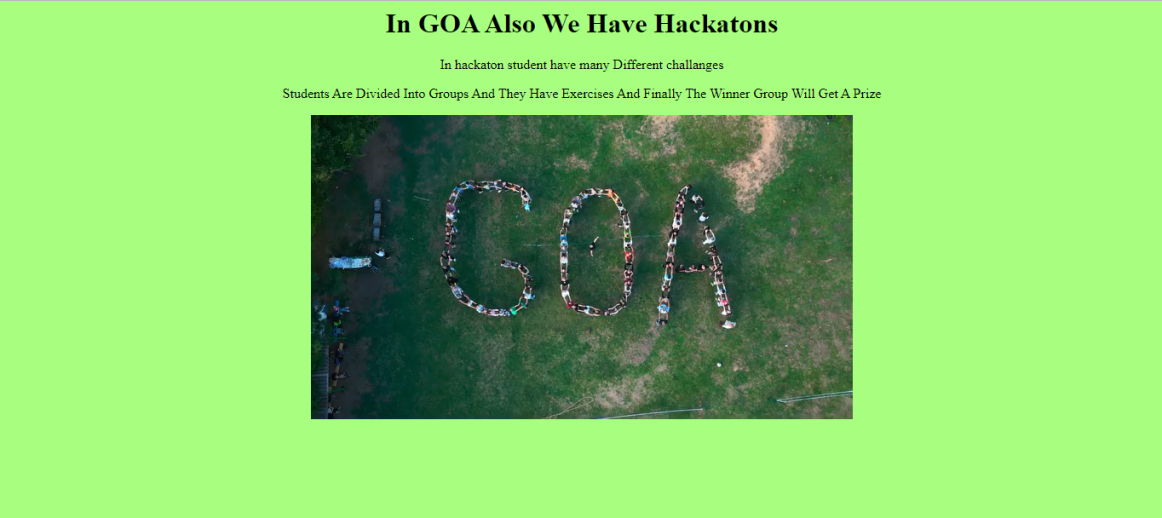 In GOA Also We Have Hackatons
In hackaton student have many Different challanges
Students Are Divided Into Groups And They Have Exercises And Finally The Winner Group Will Get A Prize
GOA